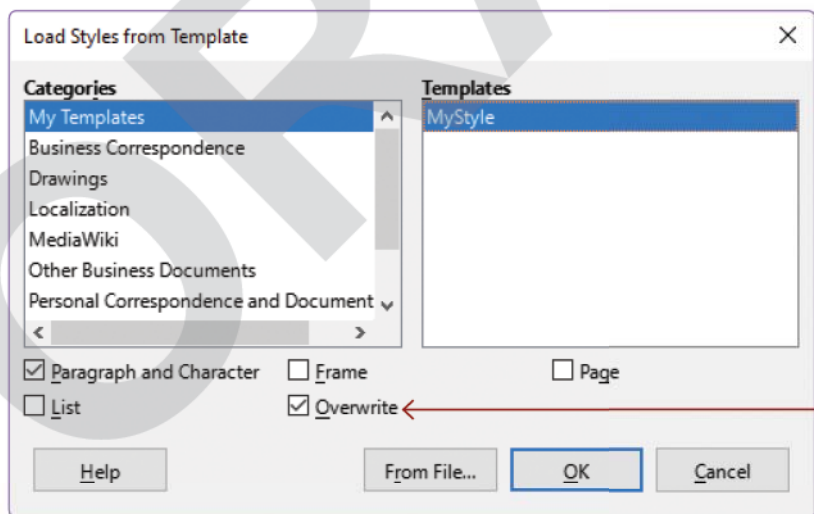 Load Styles from Template
Categories
Templates
My Templates
MyStyle
Business Correspondence
Drawings
Localization
MediaWiki
Other Business Documents
Personal Correspondence and Document
Paragraph and Character
Frame
Page
List
Overwrite
Help
From File...
OK
Cancel